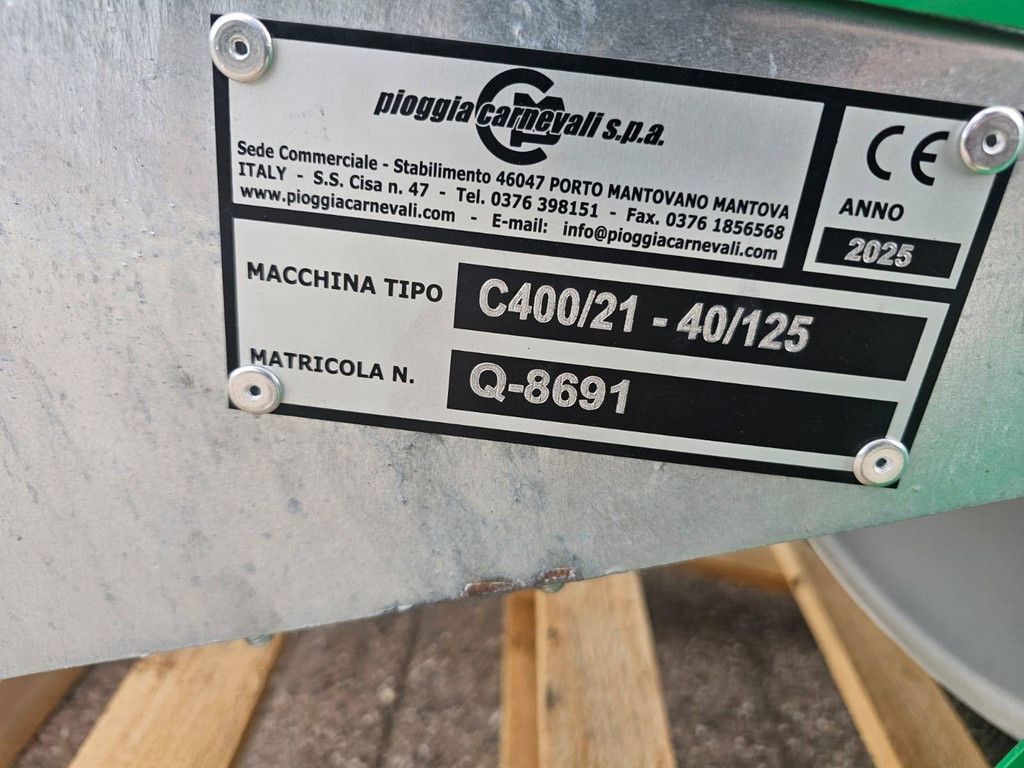 pioggia carnevali s.p.a.
Sede Commerciale - Stabilimento 46047 PORTO MANTOVANO MANTOVA
ITALY - S.S. Cisa n. 47 - Tel. 0376 398151 - Fax. 0376 1856568
www.pioggiacarnevali.com - E-mail: info@pioggiacarnevali.com
CE
ANNO
2025
MACCHINA TIPO C400/21 - 40/125
MATRICOLA N. Q-8691